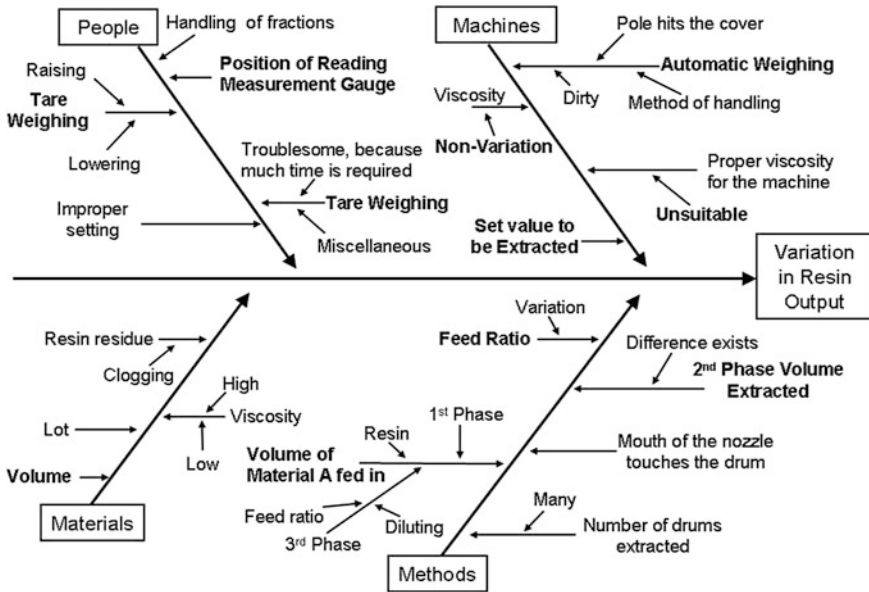 People
Handling of fractions
Position of Reading
Measurement Gauge
Raising
Tare
Weighing
Lowering
Troublesome, because
much time is required
Tare Weighing
Miscellaneous
Improper
setting
Machines
Pole hits the cover
Automatic Weighing
Dirty
Method of handling
Viscosity
Non-Variation
Proper viscosity
for the machine
Unsuitable
Set value to
be Extracted
Variation
in Resin
Output
Resin residue
Clogging
High
Viscosity
Low
Lot
Volume
Materials
Variation
Feed Ratio
Difference exists
2nd Phase Volume
Extracted
1st Phase
Resin
Volume of
Material A fed in
Feed ratio
Diluting
3rd Phase
Mouth of the nozzle
touches the drum
Many
Number of drums
extracted
Methods